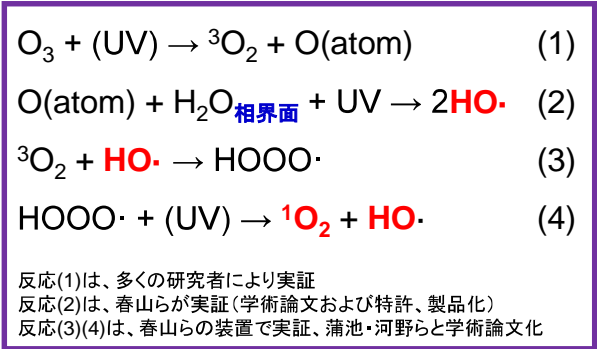 O₃ + (UV) → ³O₂ + O(atom) (1)
O(atom) + H₂O相界面 + UV → 2HO· (2)
³O₂ + HO· → HOOO· (3)
HOOO· + (UV) → ¹O₂ + HO· (4)
反応(1)は、多くの研究者により実証
反応(2)は、春山らが実証(学術論文および特許、製品化)
反応(3)(4)は、春山らの装置で実証、蒲池・河野らと学術論文化